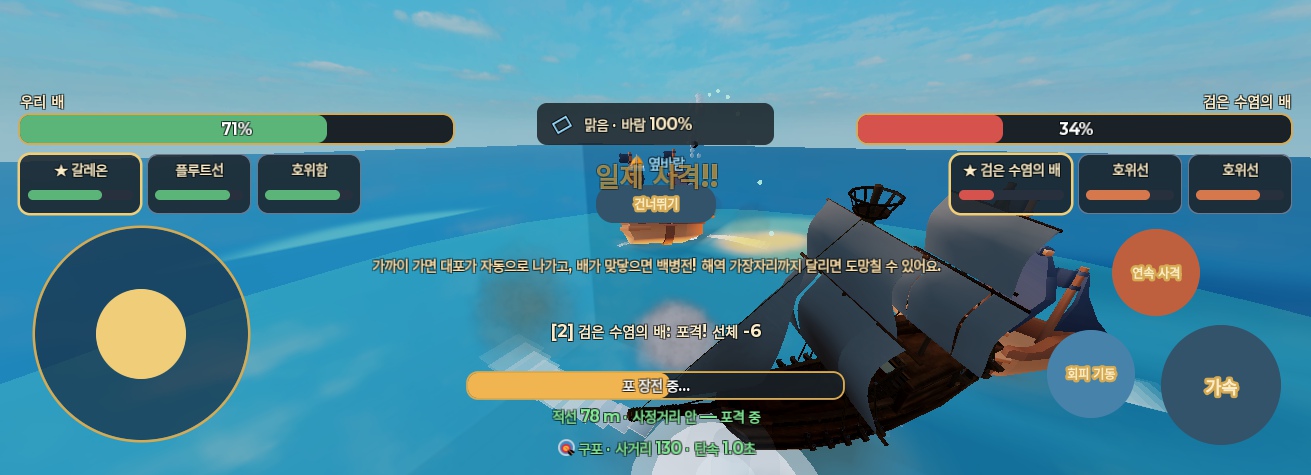 우리 배
검은 수염의 배
71%
맑음 · 바람 100%
34%
★ 갈레온
플루트선
호위함
옆바람
일제 사격!!
건너뛰기
★ 검은 수염의 배
호위선
호위선
가까이 가면 대포가 자동으로 나가고, 배가 맞닿으면 백병전! 해역 가장자리까지 달리면 도망칠 수 있어요.
연속 사격
[2] 검은 수염의 배: 포격! 선체 -6
회피 기동
가속
포 장전 중...
적선 78 m · 사정거리 안 — 포격 중
구포 · 사거리 130 · 탄속 1.0초